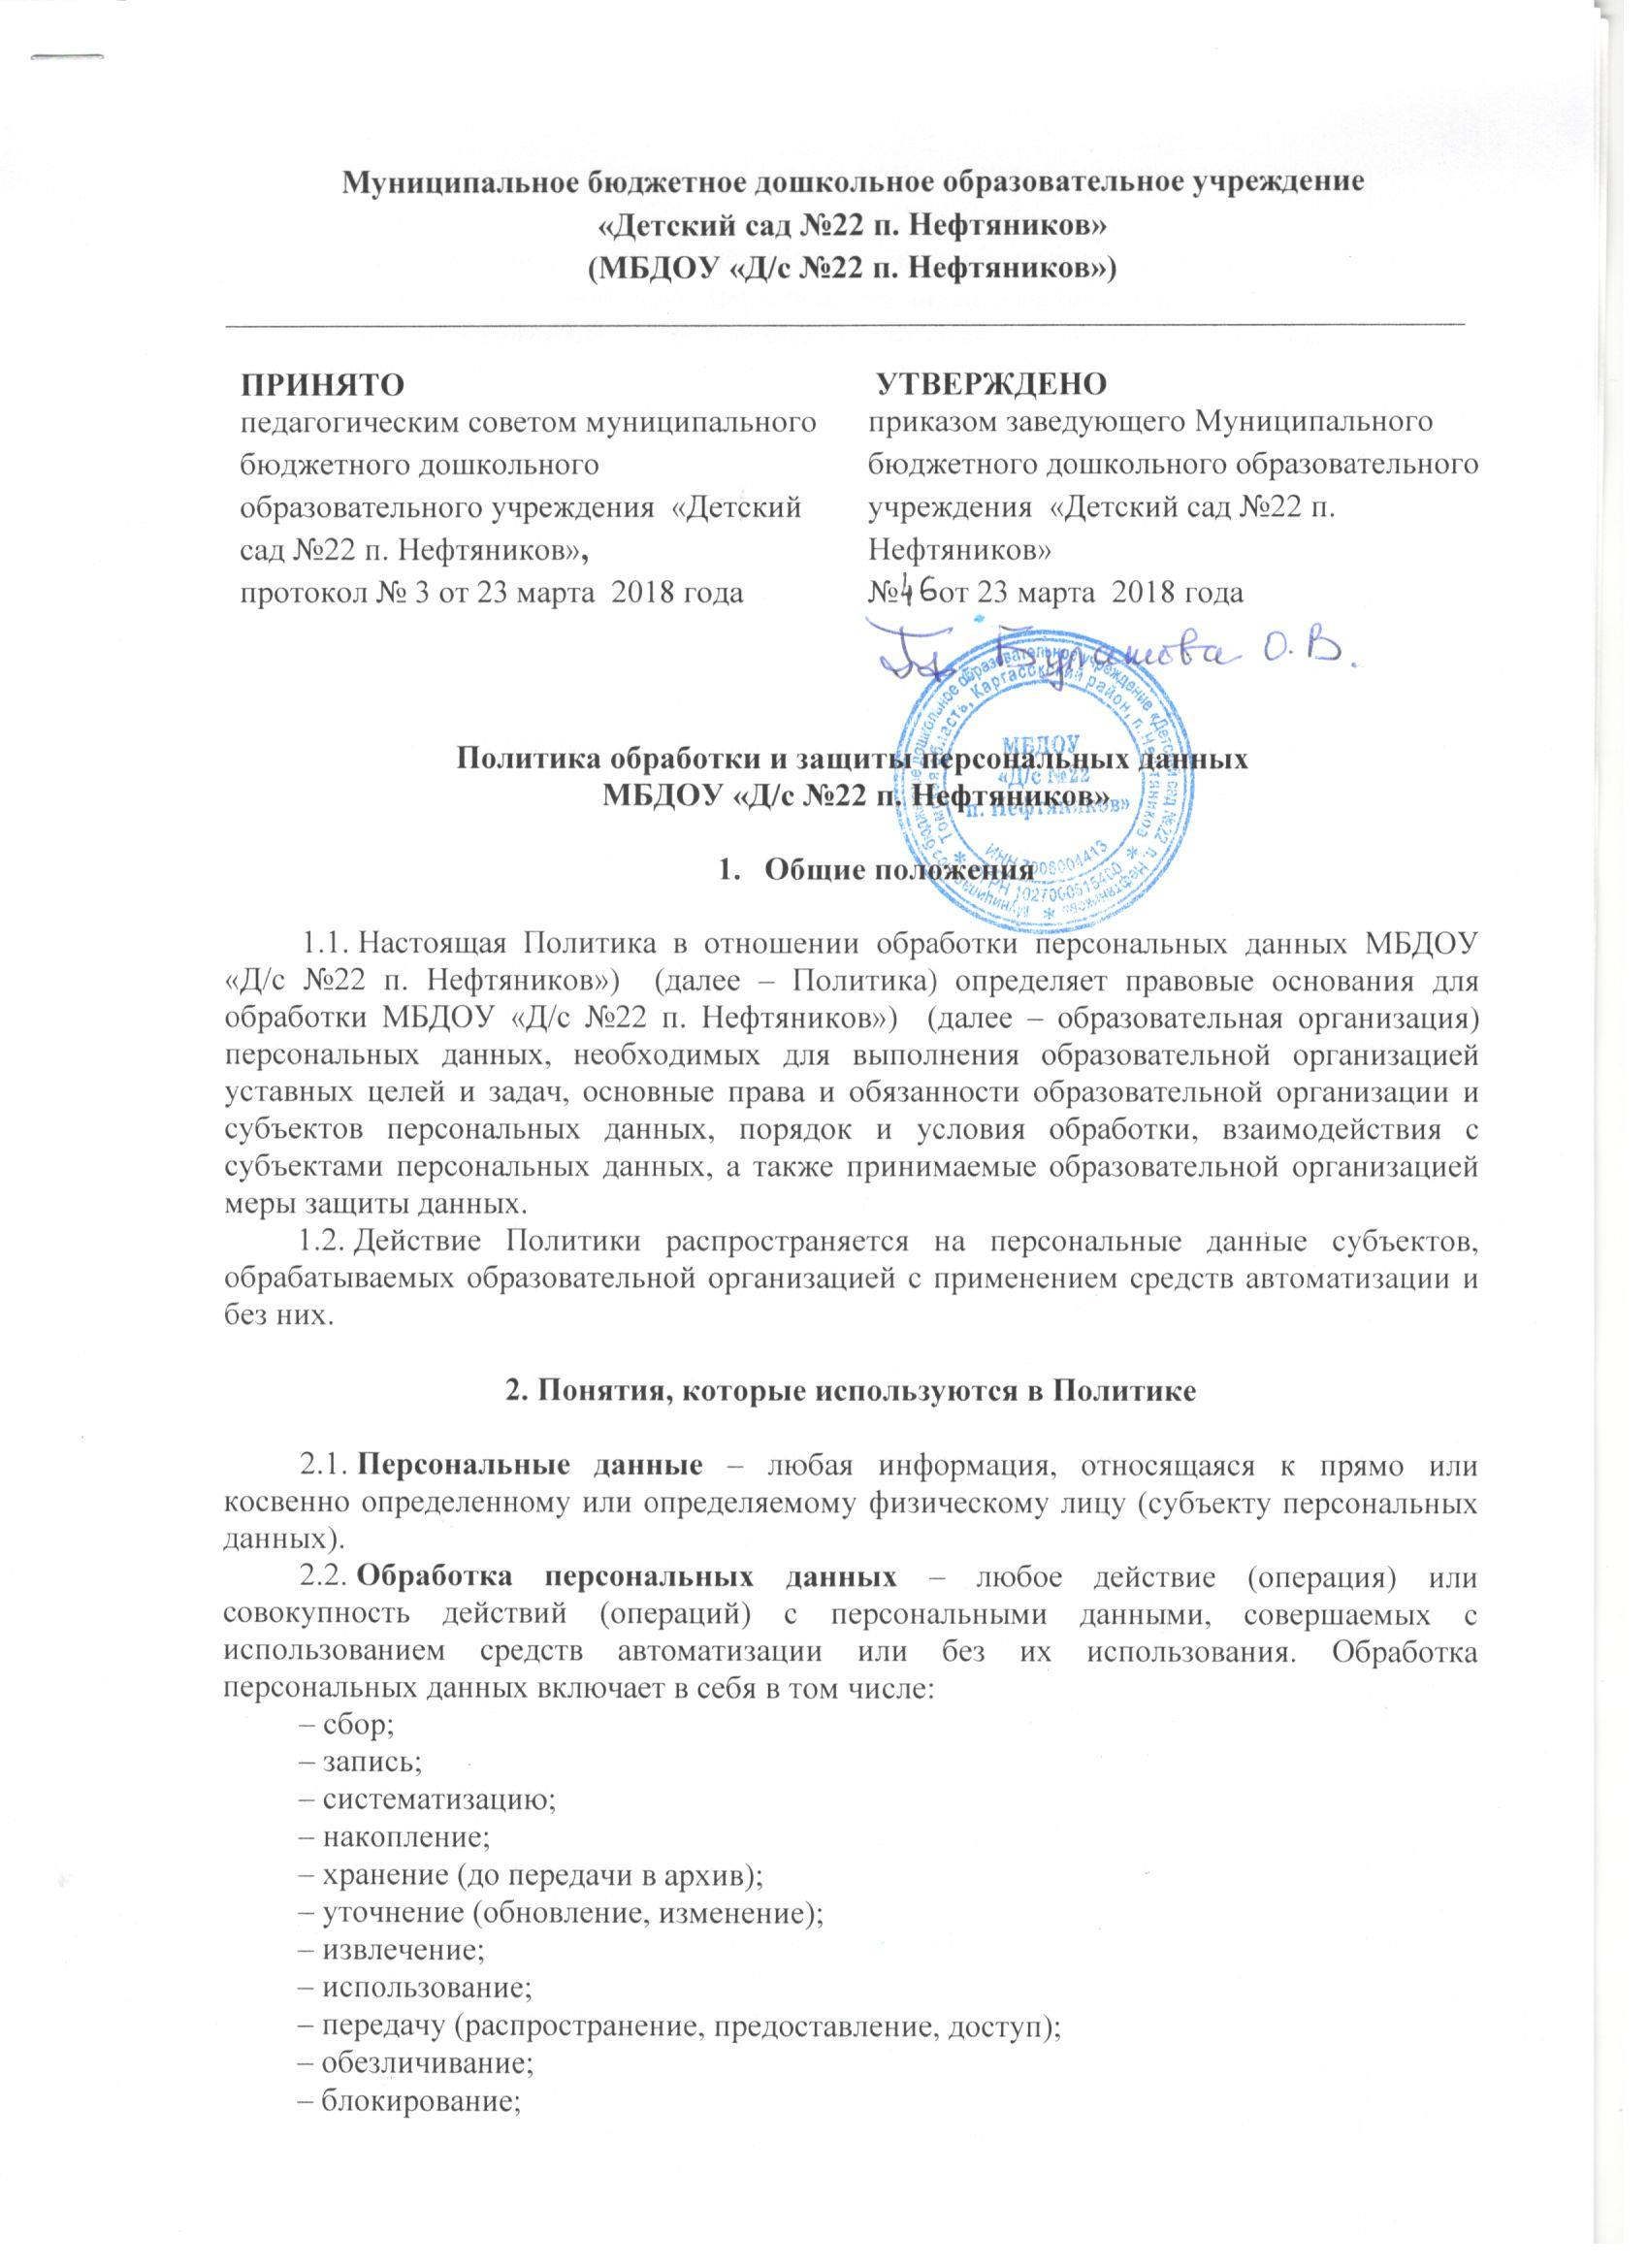 Муниципальное бюджетное дошкольное образовательное учреждение
«Детский сад №22 п. Нефтяников»
(МБДОУ «Д/с №22 п. Нефтяников»)
ПРИНЯТО
педагогическим советом муниципального
бюджетного дошкольного
образовательного учреждения «Детский
сад №22 п. Нефтяников»,
протокол № 3 от 23 марта 2018 года
УТВЕРЖДЕНО
приказом заведующего Муниципального
бюджетного дошкольного образовательного
учреждения «Детский сад №22 п.
Нефтяников»
№46от 23 марта 2018 года
О.В.
МБДОУ
«Д/с №22
п. Нефтяников»
Политика обработки и защиты персональных данных
МБДОУ «Д/с №22 п. Нефтяников»
1. Общие положения
1.1. Настоящая Политика в отношении обработки персональных данных МБДОУ
«Д/с №22 п. Нефтяников») (далее – Политика) определяет правовые основания для
обработки МБДОУ «Д/с №22 п. Нефтяников») (далее – образовательная организация)
персональных данных, необходимых для выполнения образовательной организацией
уставных целей и задач, основные права и обязанности образовательной организации и
субъектов персональных данных, порядок и условия обработки, взаимодействия с
субъектами персональных данных, а также принимаемые образовательной организацией
меры защиты данных.
1.2. Действие Политики распространяется на персональные данные субъектов,
обрабатываемых образовательной организацией с применением средств автоматизации и
без них.
2. Понятия, которые используются в Политике
2.1. Персональные данные – любая информация, относящаяся к прямо или
косвенно определенному или определяемому физическому лицу (субъекту персональных
данных).
2.2. Обработка персональных данных – любое действие (операция) или
совокупность действий (операций) с персональными данными, совершаемых с
использованием средств автоматизации или без их использования. Обработка
персональных данных включает в себя в том числе:
– сбор;
– запись;
– систематизацию;
– накопление;
– хранение (до передачи в архив);
– уточнение (обновление, изменение);
– извлечение;
– использование;
– передачу (распространение, предоставление, доступ);
– обезличивание;
– блокирование;